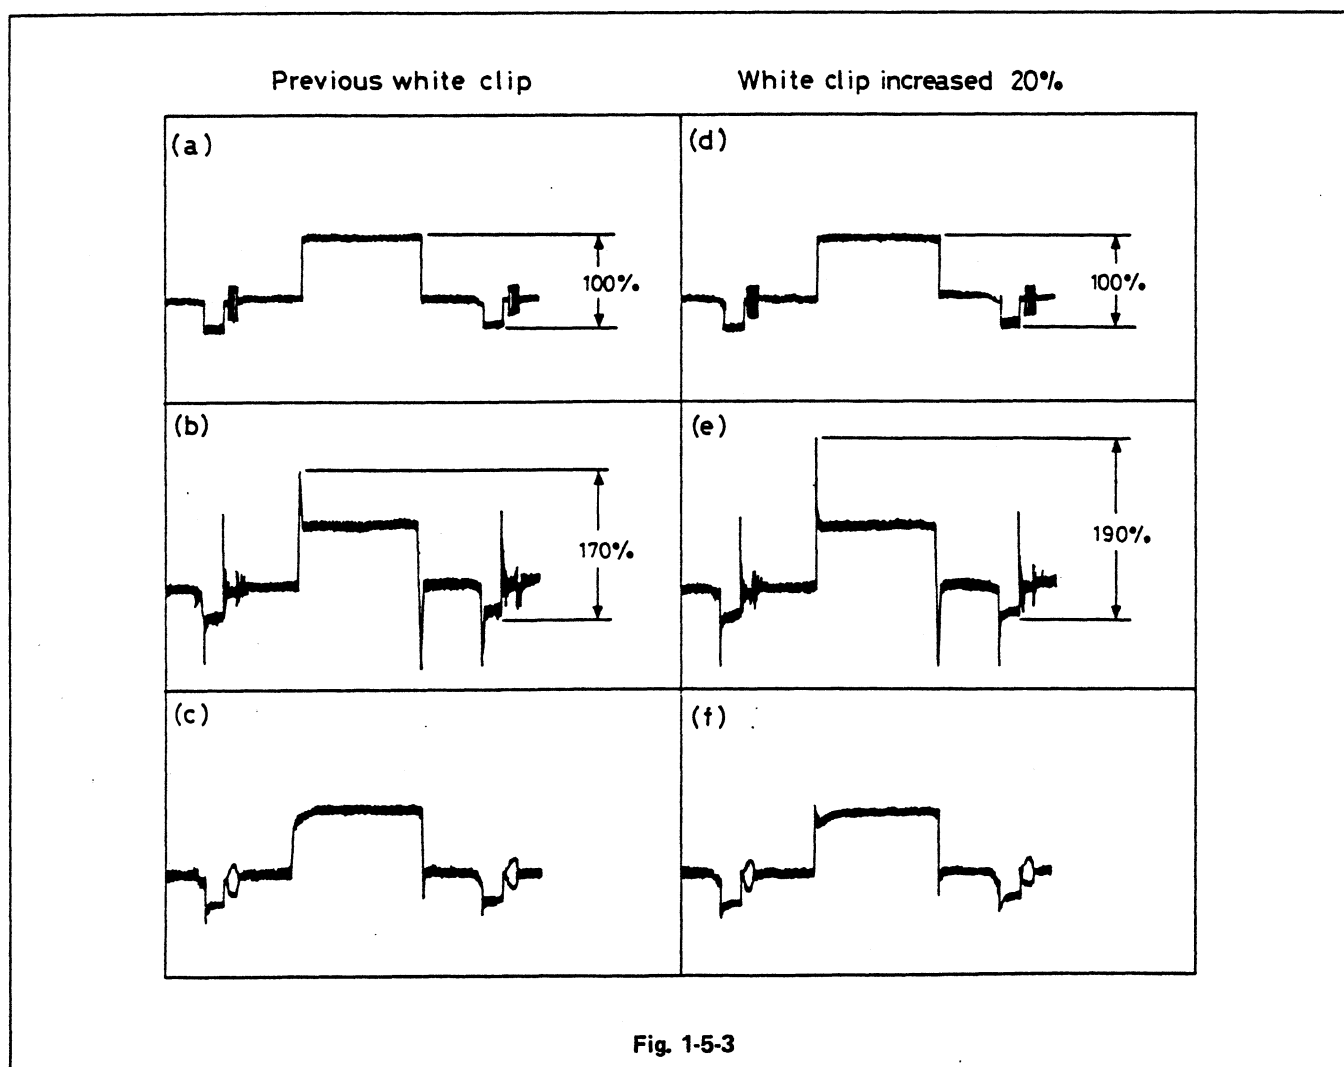 Previous white clip
White clip increased 20%
(a)
100%
(d)
100%
(b)
170%
(e)
190%
(c)
(f)
Fig. 1-5-3